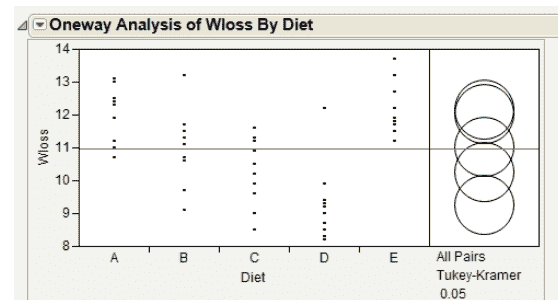 Oneway Analysis of Wloss By Diet
14
13
12
11
10
9
8
Wloss
A B C D E
Diet
All Pairs
Tukey-Kramer
0.05